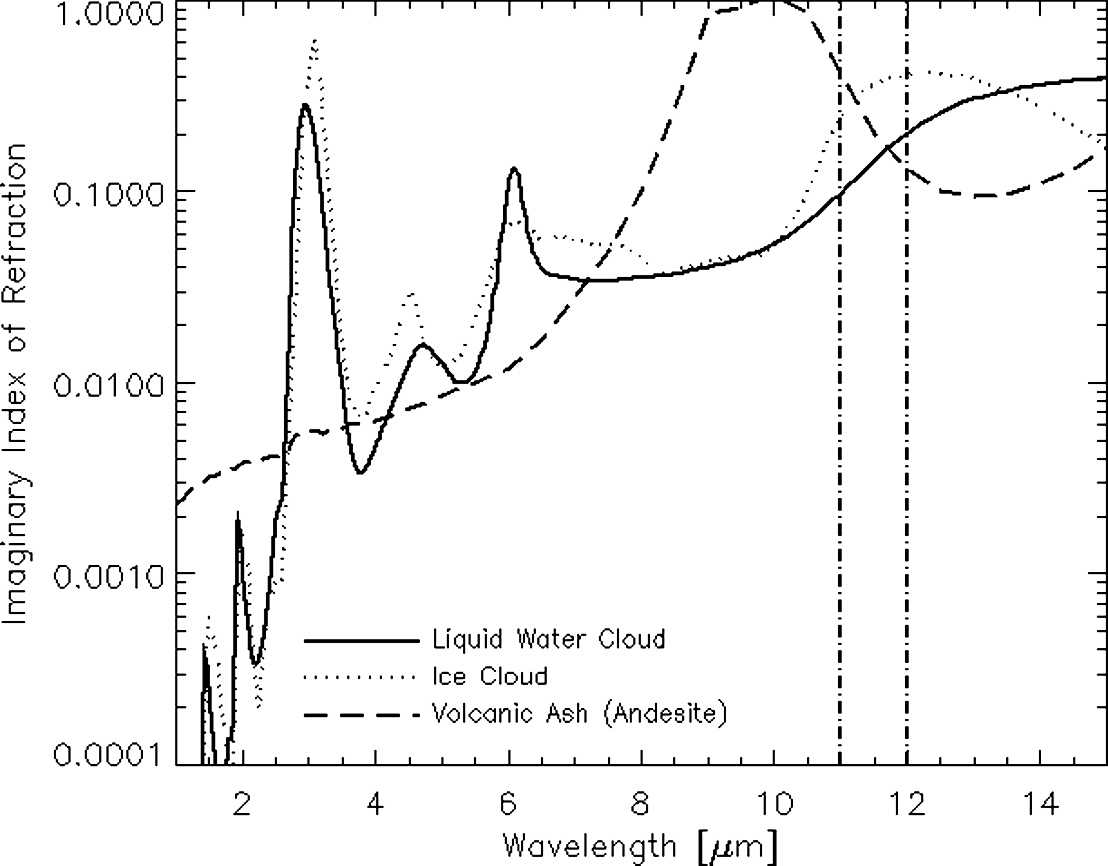 1.0000
0.1000
0.0100
0.0010
0.0001
Imaginary Index of Refraction
Liquid Water Cloud
Ice Cloud
Volcanic Ash (Andesite)
2 4 6 8 10 12 14
Wavelength [μm]